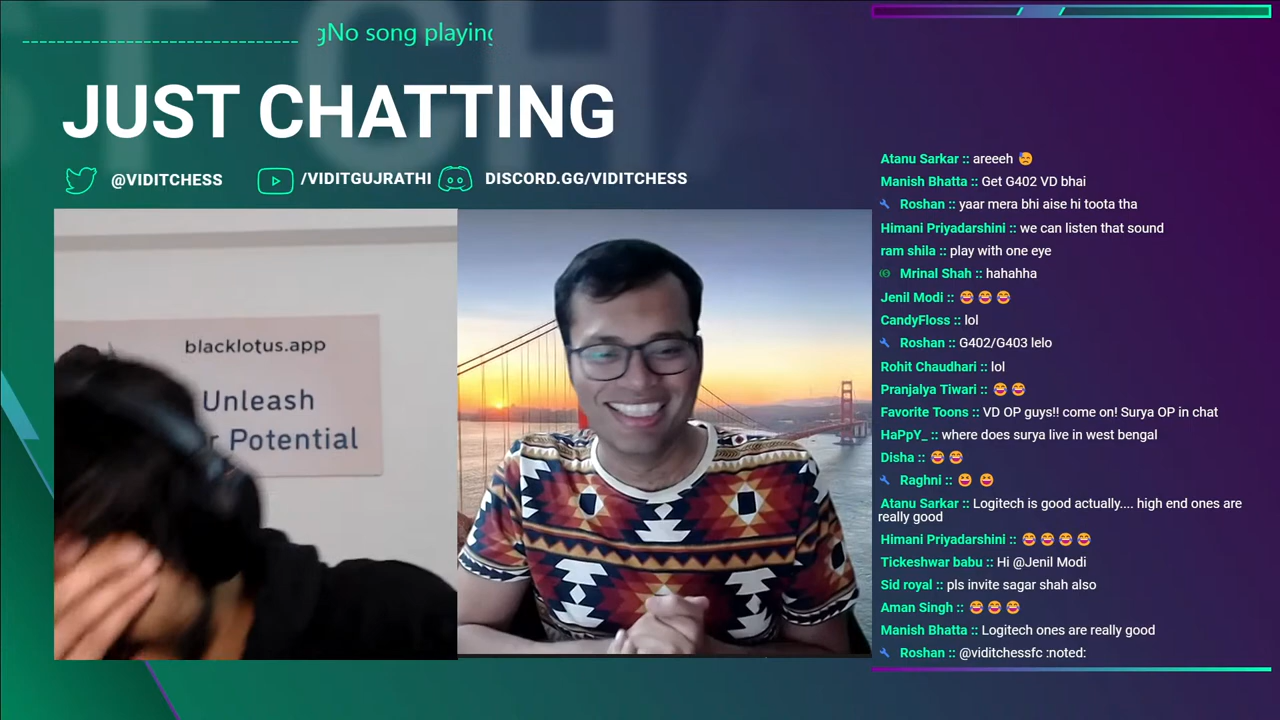 gNo song playing
JUST CHATTING
@VIDITCHESS
/VIDITGUJRATHI
DISCORD.GG/VIDITCHESS
blacklotus.app
Unleash
r Potential
Atanu Sarkar :: areeeh 😓
Manish Bhatta :: Get G402 VD bhai
Roshan :: yaar mera bhi aise hi toota tha
Himani Priyadarshini :: we can listen that sound
ram shila :: play with one eye
Mrinal Shah :: hahahha
Jenil Modi :: 😂 😂 😂
CandyFloss :: lol
Roshan :: G402/G403 lelo
Rohit Chaudhari :: lol
Pranjalya Tiwari :: 😂 😂
Favorite Toons :: VD OP guys!! come on! Surya OP in chat
HaPpY_ :: where does surya live in west bengal
Disha :: 😂 😂
Raghni :: 😄 😄
Atanu Sarkar :: Logitech is good actually.... high end ones are
really good
Himani Priyadarshini :: 😂 😂 😂 😂
Tickeshwar babu :: Hi @Jenil Modi
Sid royal :: pls invite sagar shah also
Aman Singh :: 😂 😂 😂
Manish Bhatta :: Logitech ones are really good
Roshan :: @viditchessfc :noted: